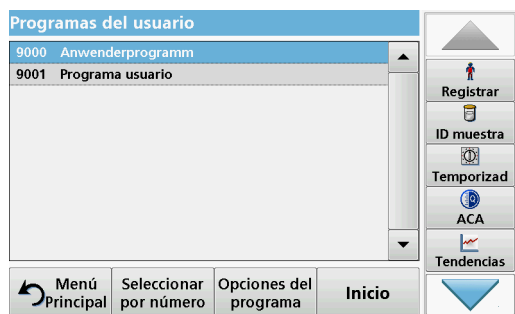 Programas del usuario
9000 Anwenderprogramm
9001 Programa usuario
Registrar
ID muestra
Temporizad
ACA
Tendencias
Menú
Principal
Seleccionar
por número
Opciones del
programa
Inicio